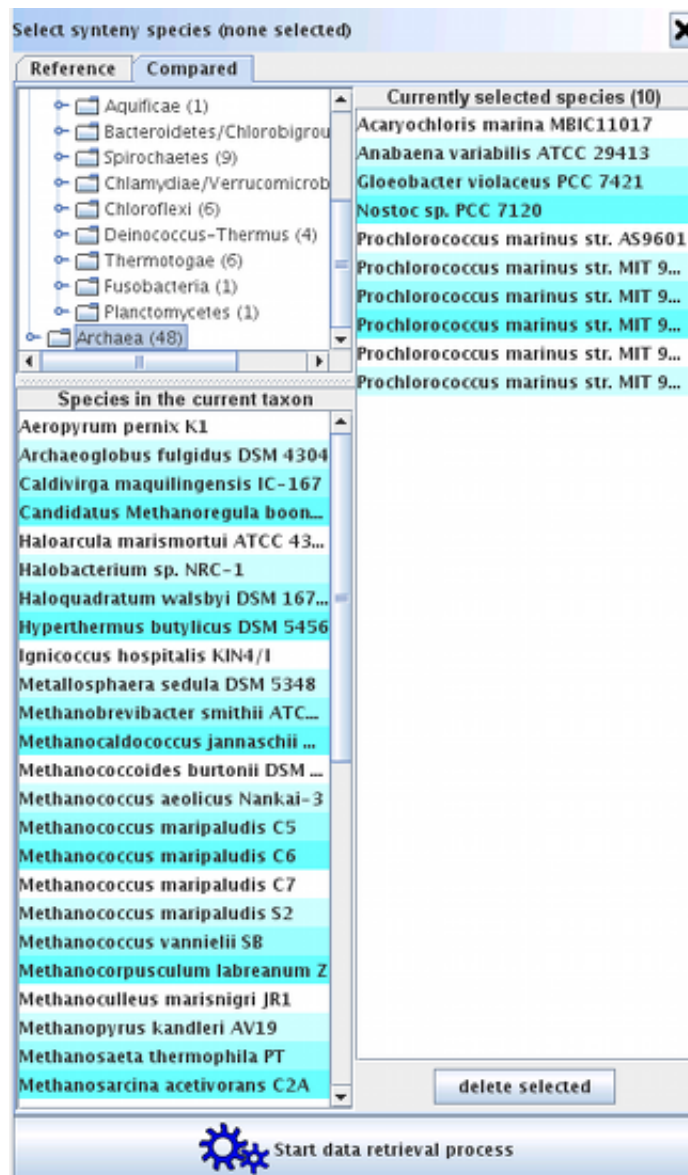 Select synteny species (none selected)
Reference Compared
Aquificae (1)
Bacteroidetes/Chlorobigrou
Spirochaetes (9)
Chlamydiae/Verrucomicrob
Chloroflexi (6)
Deinococcus-Thermus (4)
Thermotogae (6)
Fusobacteria (1)
Planctomycetes (1)
Archaea (48)
Species in the current taxon
Aeropyrum pernix K1
Archaeoglobus fulgidus DSM 4304
Caldivirga maquilingensis IC-167
Candidatus Methanoregula boon...
Haloarcula marismortui ATCC 43...
Halobacterium sp. NRC-1
Haloquadratum walsbyi DSM 167...
Hyperthermus butylicus DSM 5456
Ignicoccus hospitalis KIN4/I
Metallosphaera sedula DSM 5348
Methanobrevibacter smithii ATC...
Methanocaldococcus jannaschii ...
Methanococcoides burtonii DSM ...
Methanococcus aeolicus Nankai-3
Methanococcus maripaludis C5
Methanococcus maripaludis C6
Methanococcus maripaludis C7
Methanococcus maripaludis S2
Methanococcus vannielii SB
Methanocorpusculum labreanum Z
Methanoculleus marisnigri JR1
Methanopyrus kandleri AV19
Methanosaeta thermophila PT
Methanosarcina acetivorans C2A
Currently selected species (10)
Acaryochloris marina MBIC11017
Anabaena variabilis ATCC 29413
Gloeobacter violaceus PCC 7421
Nostoc sp. PCC 7120
Prochlorococcus marinus str. AS9601
Prochlorococcus marinus str. MIT 9...
Prochlorococcus marinus str. MIT 9...
Prochlorococcus marinus str. MIT 9...
Prochlorococcus marinus str. MIT 9...
Prochlorococcus marinus str. MIT 9...
delete selected
Start data retrieval process